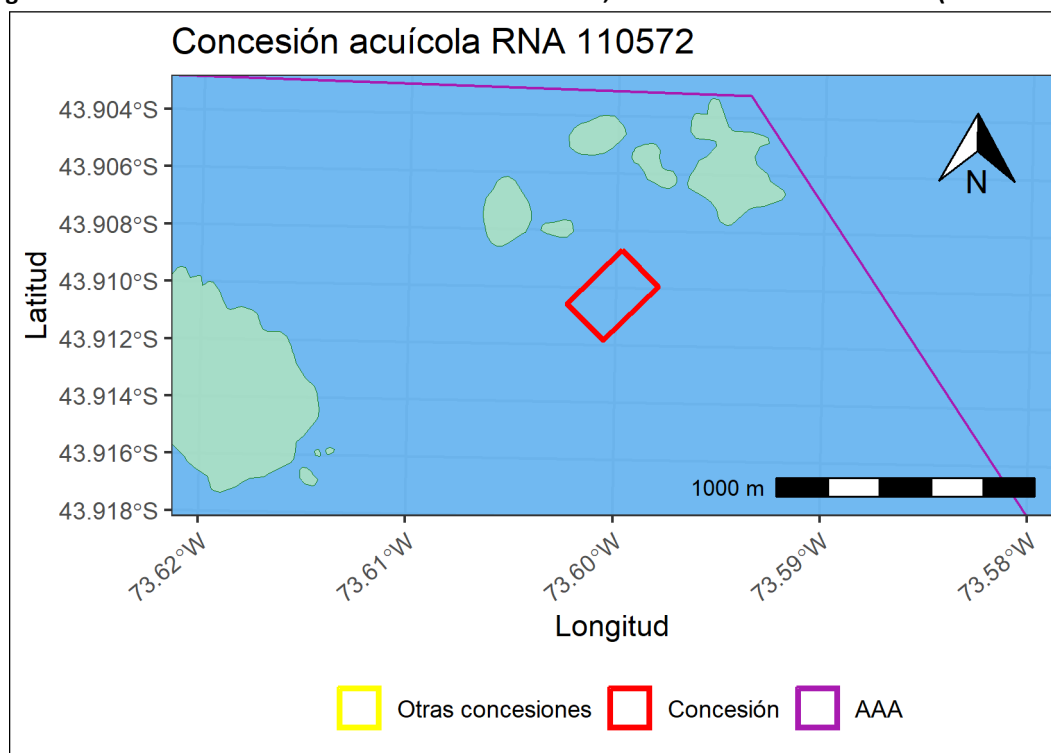 Concesión acuícola RNA 110572
43.904°S
43.906°S
43.908°S
43.910°S
43.912°S
43.914°S
43.916°S
43.918°S
Latitud
N
1000 m
73.62°W
73.61°W
73.60°W
73.59°W
73.58°W
Longitud
Otras concesiones
Concesión
AAA